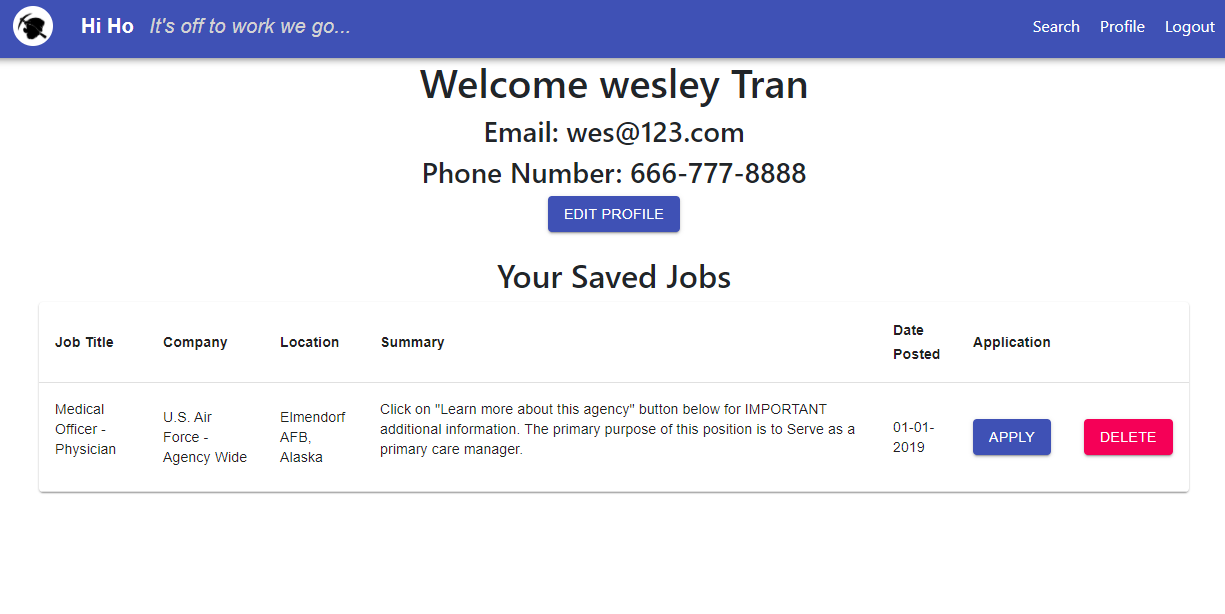 Hi Ho It's off to work we go... Search Profile Logout
Welcome wesley Tran
Email: wes@123.com
Phone Number: 666-777-8888
EDIT PROFILE
Your Saved Jobs
Job Title Company Location Summary Date Posted Application
Medical
Officer -
Physician
U.S. Air
Force -
Agency Wide
Elmendorf
AFB,
Alaska
Click on "Learn more about this agency" button below for IMPORTANT
additional information. The primary purpose of this position is to Serve as a
primary care manager.
01-01-
2019
APPLY
DELETE